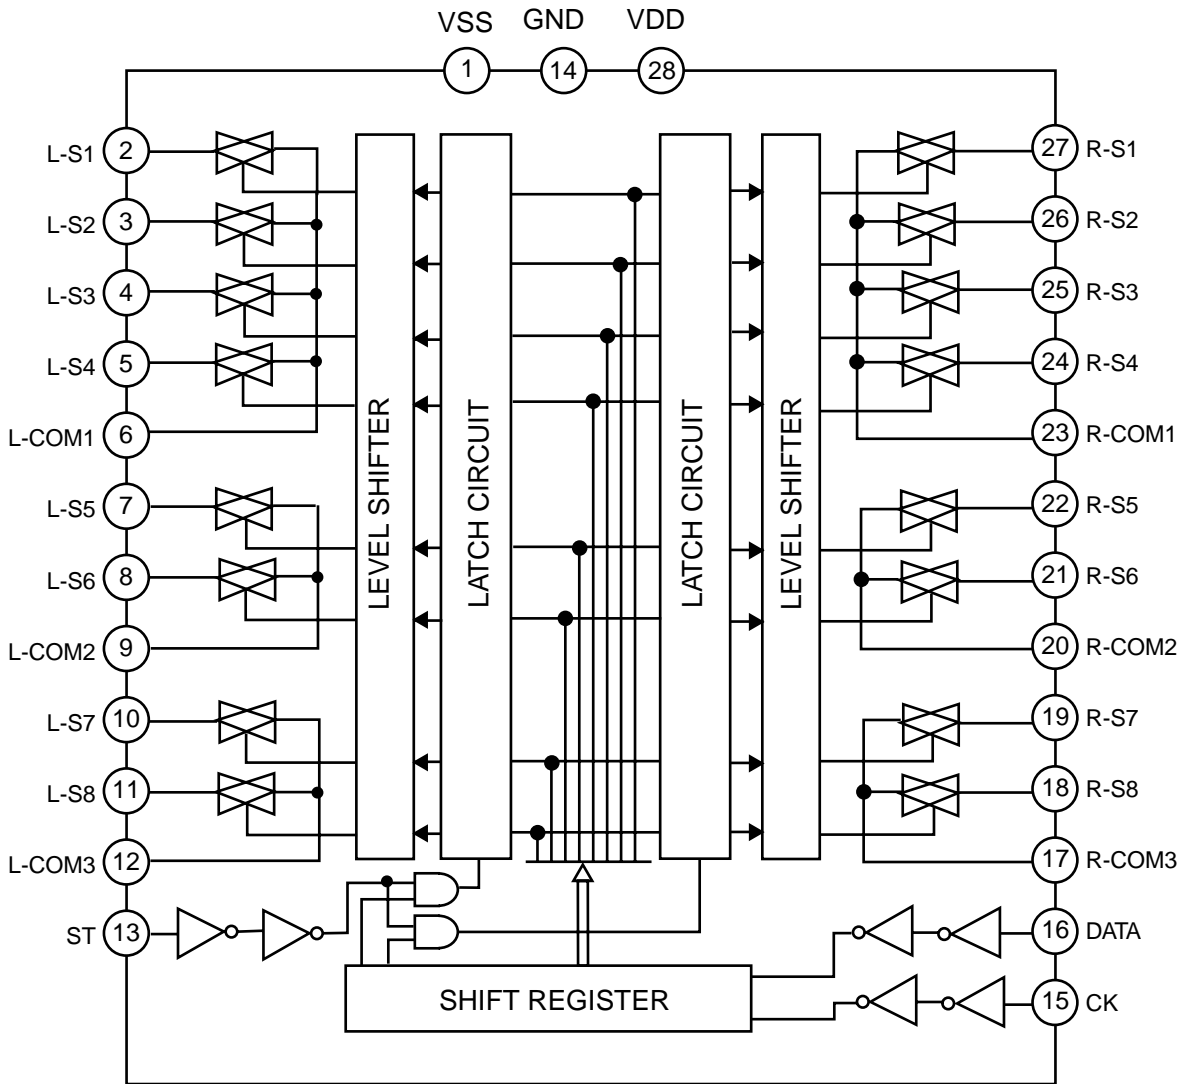 VSS GND VDD
1 14 28
L-S1 2
27 R-S1
L-S2 3
26 R-S2
L-S3 4
25 R-S3
L-S4 5
24 R-S4
L-COM1 6
23 R-COM1
L-S5 7
22 R-S5
L-S6 8
21 R-S6
L-COM2 9
20 R-COM2
L-S7 10
19 R-S7
L-S8 11
18 R-S8
L-COM3 12
17 R-COM3
ST 13
16 DATA
15 CK
LEVEL SHIFTER
LATCH CIRCUIT
LATCH CIRCUIT
LEVEL SHIFTER
SHIFT REGISTER